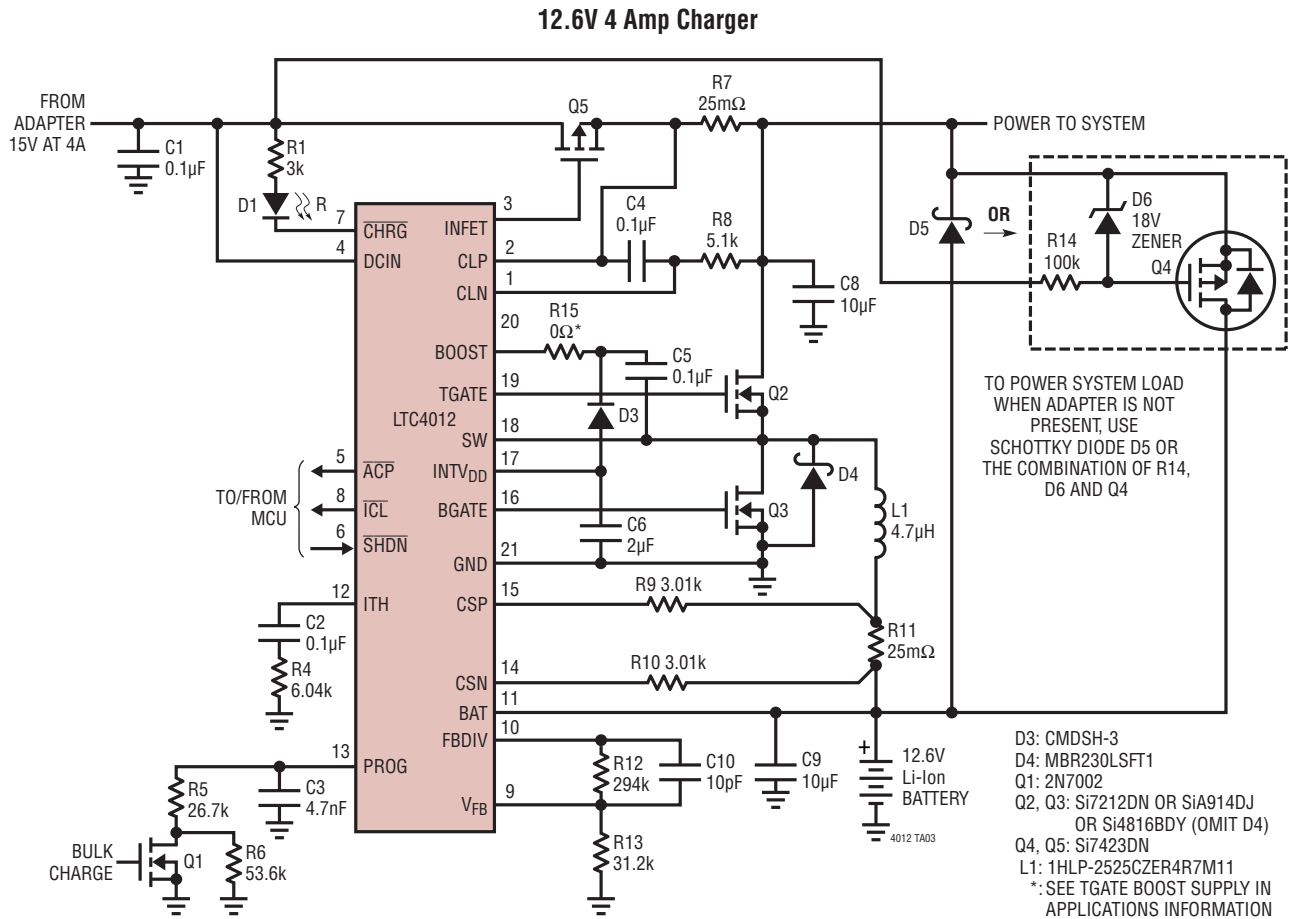 12.6V 4 Amp Charger
FROM
ADAPTER
15V AT 4A
C1
0.1µF
R1
3k
D1
R
Q5
R7
25mΩ
POWER TO SYSTEM
7
CHRG
4
DCIN
3
INFET
2
CLP
1
CLN
C4
0.1µF
R8
5.1k
C8
10µF
D5
OR
D6
18V
ZENER
R14
100k
Q4
20
BOOST
R15
0Ω*
C5
0.1µF
19
TGATE
Q2
LTC4012
D3
18
SW
17
INTVDD
16
BGATE
Q3
D4
L1
4.7µH
C6
2µF
21
GND
TO POWER SYSTEM LOAD
WHEN ADAPTER IS NOT
PRESENT, USE
SCHOTTKY DIODE D5 OR
THE COMBINATION OF R14,
D6 AND Q4
TO/FROM
MCU
5
ACP
8
ICL
6
SHDN
12
ITH
C2
0.1µF
R4
6.04k
15
CSP
R9 3.01k
R11
25mΩ
14
CSN
R10 3.01k
11
BAT
10
FBDIV
R12
294k
C10
10pF
C9
10µF
+
12.6V
Li-Ion
BATTERY
4012 TA03
13
PROG
R5
26.7k
C3
4.7nF
9
VFB
R13
31.2k
BULK
CHARGE
Q1
R6
53.6k
D3: CMDSH-3
D4: MBR230LSFT1
Q1: 2N7002
Q2, Q3: Si7212DN OR SiA914DJ
OR Si4816BDY (OMIT D4)
Q4, Q5: Si7423DN
L1: 1HLP-2525CZER4R7M11
*: SEE TGATE BOOST SUPPLY IN
APPLICATIONS INFORMATION